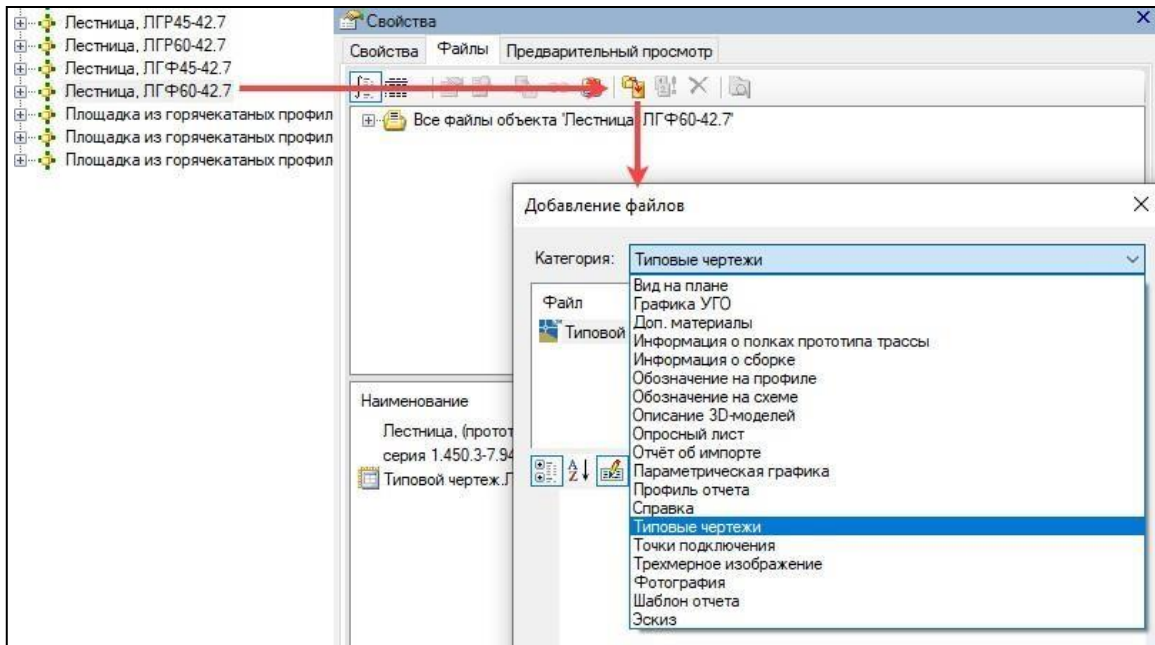 Лестница, ЛГР45-42.7
Лестница, ЛГР60-42.7
Лестница, ЛГФ45-42.7
Лестница, ЛГФ60-42.7
Площадка из горячекатаных профил
Площадка из горячекатаных профил
Площадка из горячекатаных профил
Свойства
Свойства Файлы Предварительный просмотр
Все файлы объекта "Лестница, ЛГФ60-42.7"
Наименование
Лестница, (протот
серия 1.450.3-7.94
Типовой чертеж.Л
Добавление файлов
Категория: Типовые чертежи
Файл
Типовой
Вид на плане
Графика УГО
Доп. материалы
Информация о полках прототипа трассы
Информация о сборке
Обозначение на профиле
Обозначение на схеме
Описание 3D-моделей
Опросный лист
Отчёт об импорте
Параметрическая графика
Профиль отчета
Справка
Типовые чертежи
Точки подключения
Трехмерное изображение
Фотография
Шаблон отчета
Эскиз